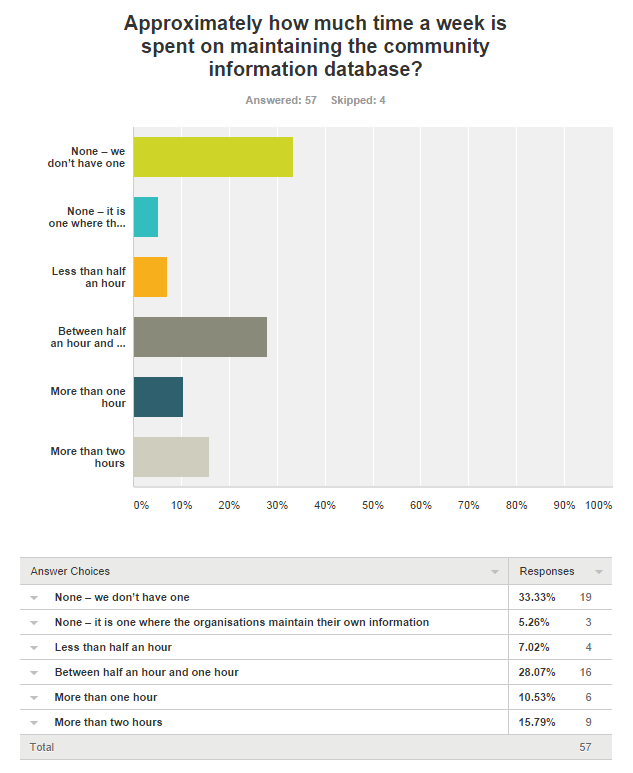 Approximately how much time a week is
spent on maintaining the community
information database?
Answered: 57 Skipped: 4
None – we
don't have one
None – it is
one where th...
Less than half
an hour
Between half
an hour and ...
More than one
hour
More than two
hours
0% 10% 20% 30% 40% 50% 60% 70% 80% 90% 100%
Answer Choices Responses
None – we don't have one 33.33% 19
None – it is one where the organisations maintain their own information 5.26% 3
Less than half an hour 7.02% 4
Between half an hour and one hour 28.07% 16
More than one hour 10.53% 6
More than two hours 15.79% 9
Total 57